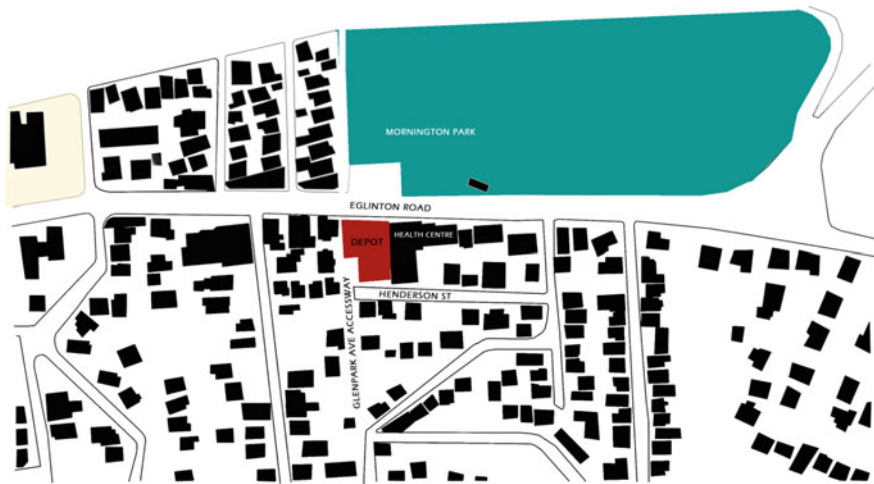 MORNINGTON PARK
EGLINTON ROAD
DEPOT
HEALTH CENTRE
HENDERSON ST
GLENPARK AVE ACCESSWAY